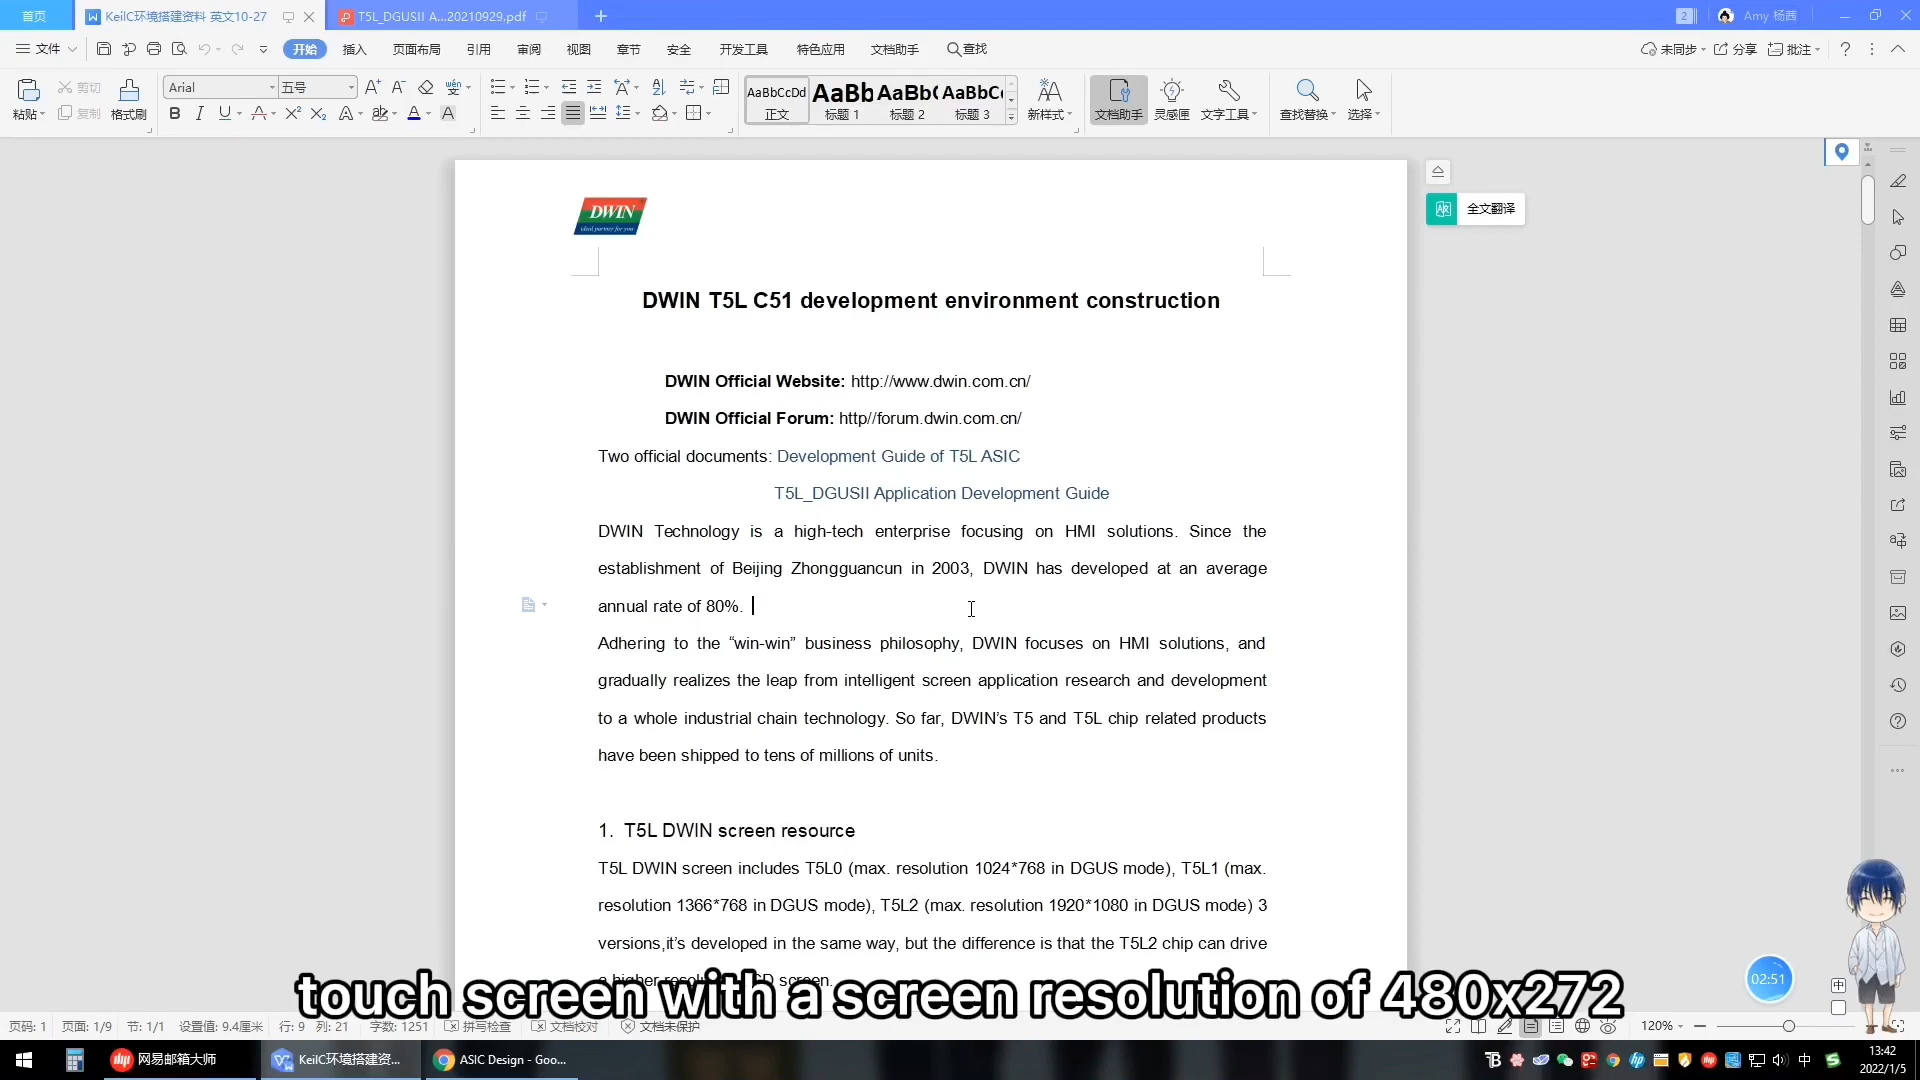 首页
KeilC环境搭建资料 英文10-27
T5L_DGUSII A...20210929.pdf
2
Amy 杨茜
文件
开始
插入
页面布局
引用
审阅
视图
章节
安全
开发工具
特色应用
文档助手
查找
未同步
分享
批注
粘贴
剪切
复制
格式刷
Arial
五号
AaBbCcDd
正文
AaBb
标题 1
AaBb(
标题 2
AaBbC
标题 3
新样式
文档助手
灵感匣
文字工具
查找替换
选择
全文翻译
DWIN
ideal partner for you
DWIN T5L C51 development environment construction
DWIN Official Website: http://www.dwin.com.cn/
DWIN Official Forum: http//forum.dwin.com.cn/
Two official documents: Development Guide of T5L ASIC
T5L_DGUSII Application Development Guide
DWIN Technology is a high-tech enterprise focusing on HMI solutions. Since the
establishment of Beijing Zhongguancun in 2003, DWIN has developed at an average
annual rate of 80%.
Adhering to the “win-win” business philosophy, DWIN focuses on HMI solutions, and
gradually realizes the leap from intelligent screen application research and development
to a whole industrial chain technology. So far, DWIN’s T5 and T5L chip related products
have been shipped to tens of millions of units.
1. T5L DWIN screen resource
T5L DWIN screen includes T5L0 (max. resolution 1024*768 in DGUS mode), T5L1 (max.
resolution 1366*768 in DGUS mode), T5L2 (max. resolution 1920*1080 in DGUS mode) 3
versions,it’s developed in the same way, but the difference is that the T5L2 chip can drive
screen.
touch screen with a screen resolution of 480x272
02:51
中
页码: 1
页面: 1/9
节: 1/1
设置值: 9.4厘米
行: 9
列: 21
字数: 1251
拼写检查
文档校对
文档未保护
120%
网易邮箱大师
KeilC环境搭建资...
ASIC Design - Goo...
中
13:42
2022/1/5